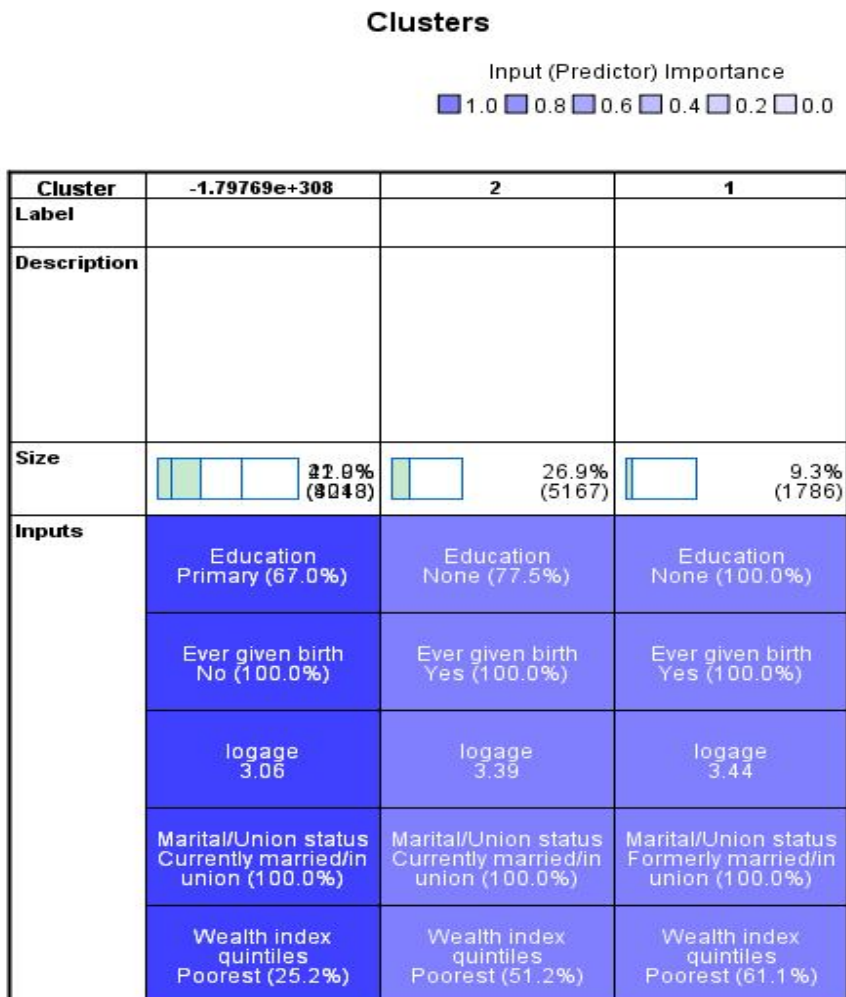 Clusters
Input (Predictor) Importance
1.0 0.8 0.6 0.4 0.2 0.0
Cluster -1.79769e+308 2 1
Label
Description
Size 26.9% 9.3%
(5167) (1786)
Inputs
Education Education Education
Primary (67.0%) None (77.5%) None (100.0%)
Ever given birth Ever given birth Ever given birth
No (100.0%) Yes (100.0%) Yes (100.0%)
logage logage logage
3.06 3.39 3.44
Marital/Union status Marital/Union status Marital/Union status
Currently married/in Currently married/in Formerly married/in
union (100.0%) union (100.0%) union (100.0%)
Wealth index Wealth index Wealth index
quintiles quintiles quintiles
Poorest (25.2%) Poorest (51.2%) Poorest (61.1%)